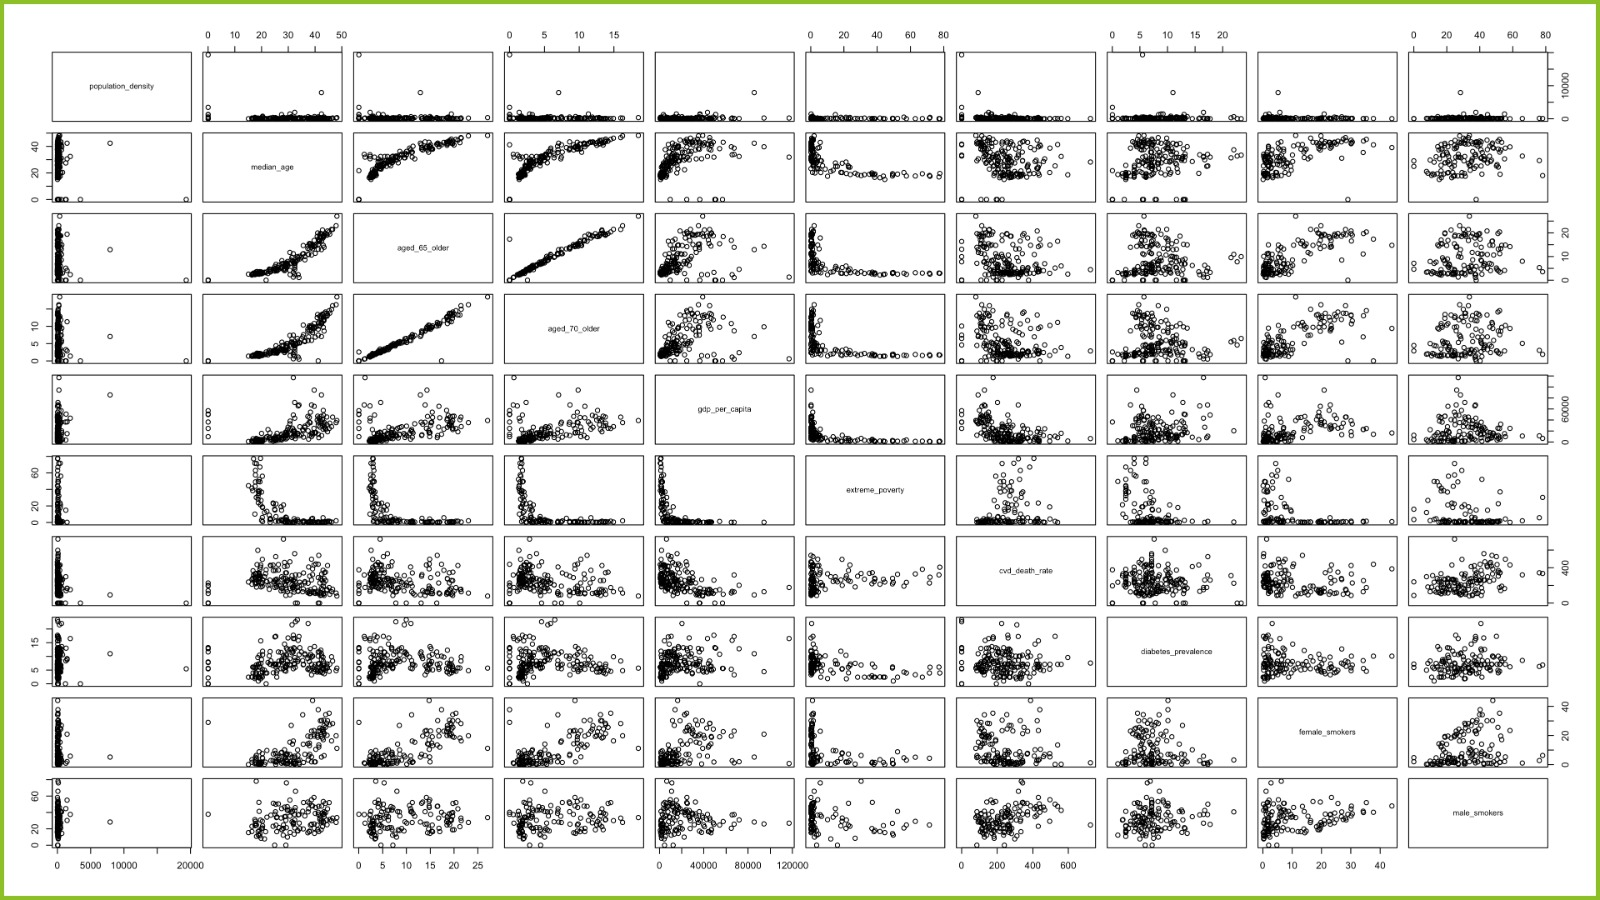 0 10 20 30 40 50 0 5 10 15 0 20 40 60 80 0 5 10 15 20 0 20 40 60 80
population_density
0 10000
0 20 40
median_age
aged_65_older
0 5 10 20
0 5 10
aged_70_older
gdp_per_capita
0 60000
0 20 60
extreme_poverty
cvd_death_rate
0 400
0 5 15
diabetes_prevalence
female_smokers
0 20 40
0 20 60
male_smokers
0 5000 10000 20000 0 5 10 15 20 25 0 40000 80000 120000 0 200 400 600 0 10 20 30 40